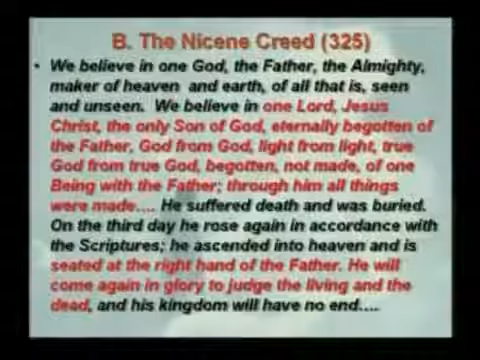 B. The Nicene Creed (325)
• We believe in one God, the Father, the Almighty,
maker of heaven and earth, of all that is, seen
and unseen. We believe in one Lord, Jesus
Christ, the only Son of God, eternally begotten of
the Father, God from God, light from light, true
God from true God, begotten, not made, of one
Being with the Father; through him all things
were made.... He suffered death and was buried.
On the third day he rose again in accordance with
the Scriptures; he ascended into heaven and is
seated at the right hand of the Father. He will
come again in glory to judge the living and the
dead, and his kingdom will have no end....